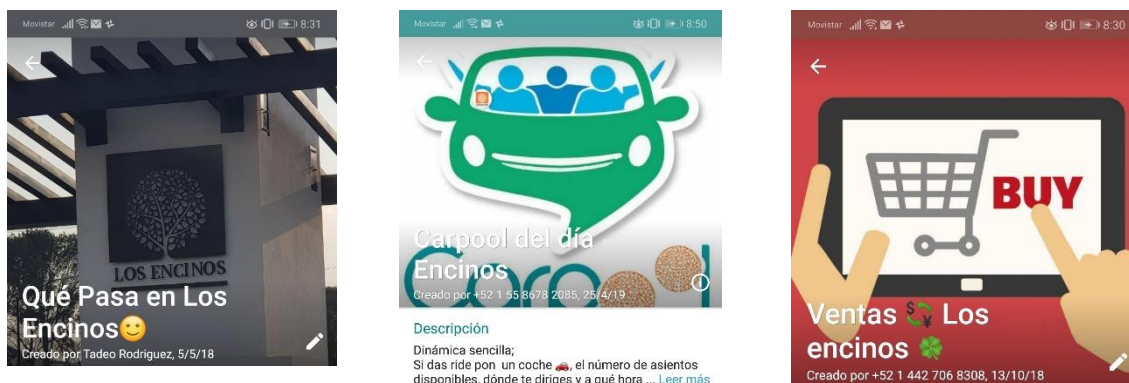 Movistar 8:31
LOS ENCINOS
Qué Pasa en Los
Encinos🙂
Creado por Tadeo Rodriguez, 5/5/18
Movistar 8:50
Carpool del día
Encinos
Creado por +52 1 55 8678 2085, 25/4/19
Descripción
Dinámica sencilla;
Si das ride pon un coche 🚗, el número de asientos
disponibles, dónde te diriges y a qué hora ... Leer más
Movistar 8:30
BUY
Ventas 💱 Los
encinos 🍀
Creado por +52 1 442 706 8308, 13/10/18